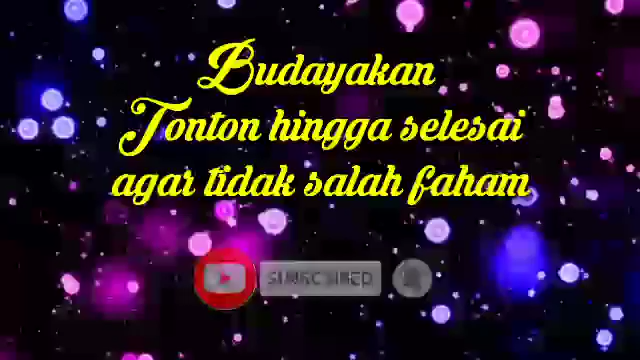 Budayakan
Tonton hingga selesai
agar tidak salah faham
SUBSCRIBED